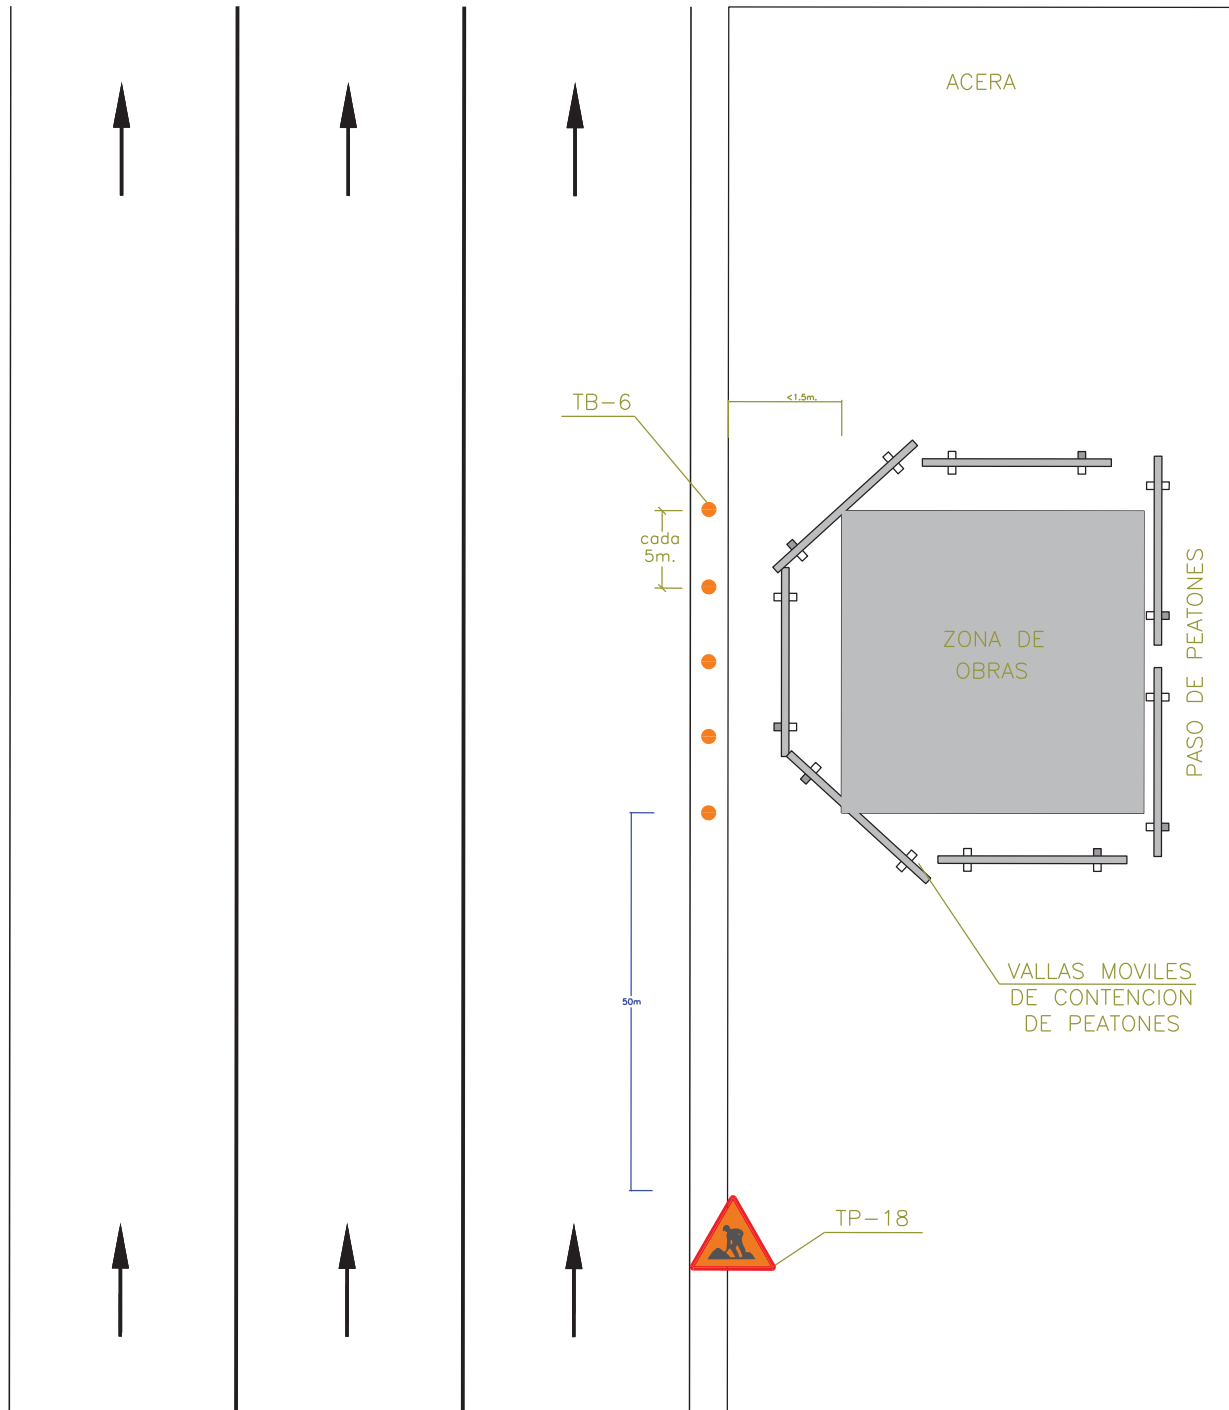 ACERA
<1.5m.
TB-6
cada
5m.
ZONA DE
OBRAS
PASO DE PEATONES
VALLAS MOVILES
DE CONTENCION
DE PEATONES
50m
TP-18